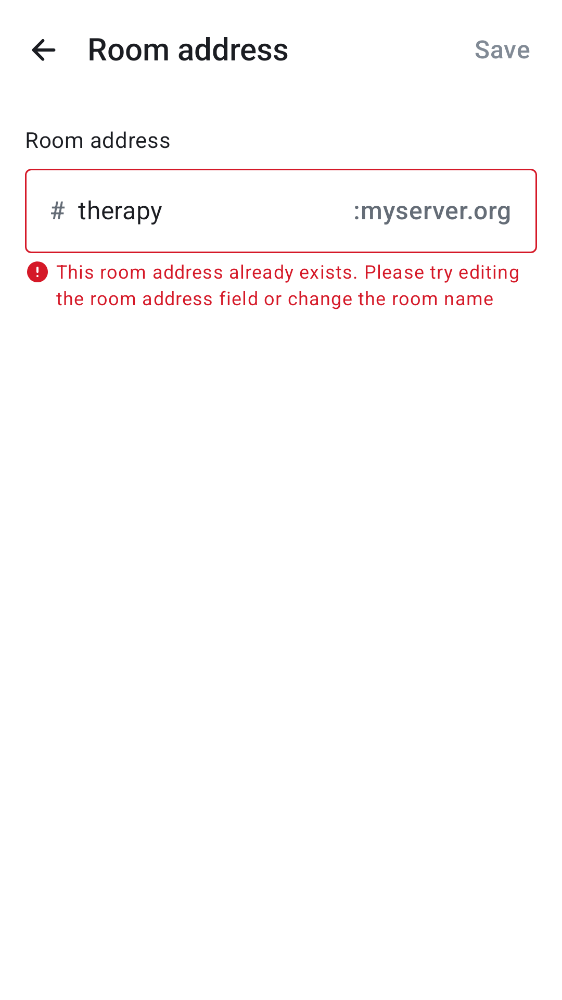 Room address
Save
Room address
# therapy :myserver.org
This room address already exists. Please try editing
the room address field or change the room name